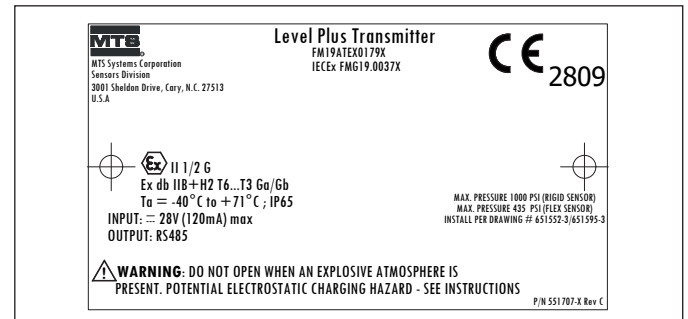 MTS
MTS Systems Corporation
Sensors Division
3001 Sheldon Drive, Cary, N.C. 27513
U.S.A
Level Plus Transmitter
FM19ATEX0179X
IECEx FMG19.0037X
CE 2809
Ex II 1/2 G
Ex db IIB+H2 T6...T3 Ga/Gb
Ta = -40°C to +71°C ; IP65
INPUT: ⎓ 28V (120mA) max
OUTPUT: RS485
MAX. PRESSURE 1000 PSI (RIGID SENSOR)
MAX. PRESSURE 435 PSI (FLEX SENSOR)
INSTALL PER DRAWING # 651552-3/651595-3
WARNING: DO NOT OPEN WHEN AN EXPLOSIVE ATMOSPHERE IS
PRESENT. POTENTIAL ELECTROSTATIC CHARGING HAZARD - SEE INSTRUCTIONS
P/N 551707-X Rev C